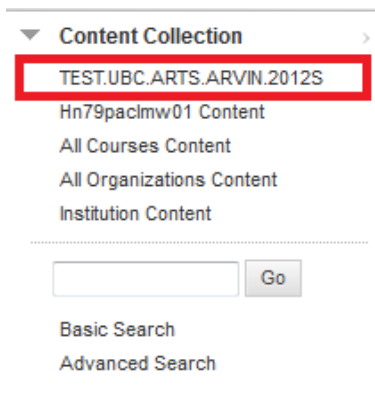 Content Collection
TEST.UBC.ARTS.ARVIN.2012S
Hn79paclmw01 Content
All Courses Content
All Organizations Content
Institution Content
Go
Basic Search
Advanced Search